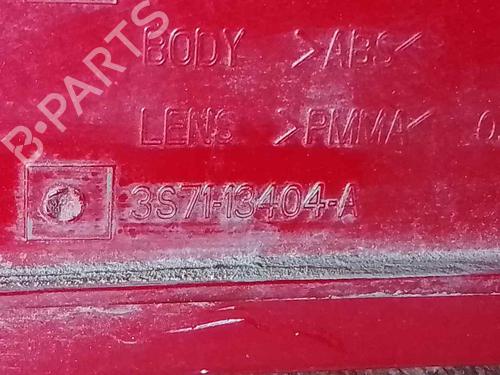 BODY >ABS<
LENS >PMMA<
3S71-13404-A
B-PARTS